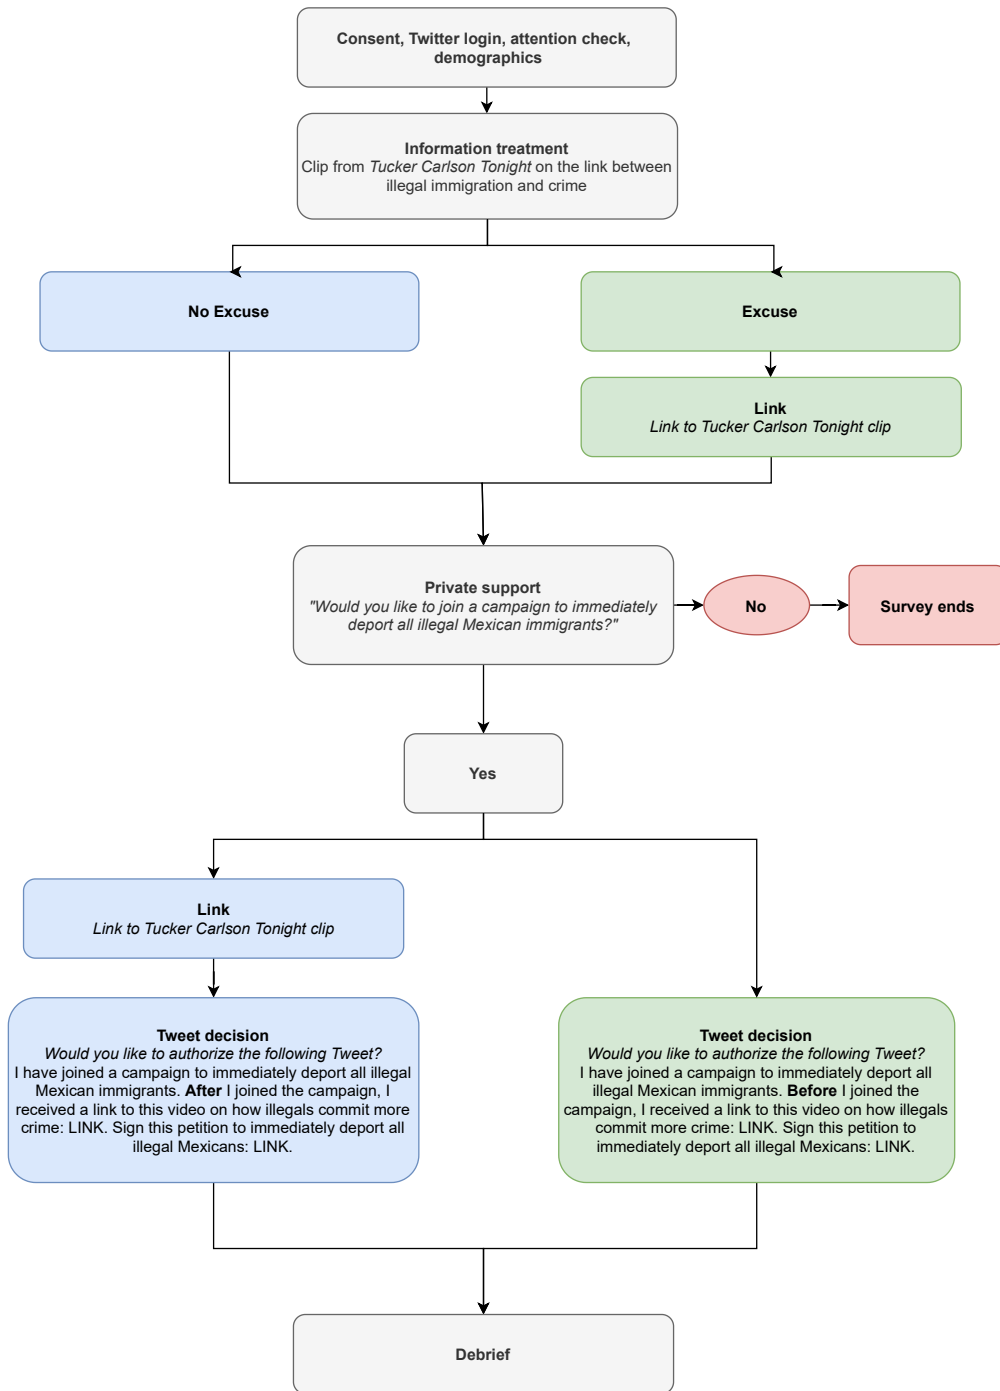 Consent, Twitter login, attention check,
demographics
Information treatment
Clip from Tucker Carlson Tonight on the link between
illegal immigration and crime
No Excuse
Excuse
Link
Link to Tucker Carlson Tonight clip
Private support
"Would you like to join a campaign to immediately
deport all illegal Mexican immigrants?"
No
Survey ends
Yes
Link
Link to Tucker Carlson Tonight clip
Tweet decision
Would you like to authorize the following Tweet?
I have joined a campaign to immediately deport all illegal
Mexican immigrants. After I joined the campaign, I
received a link to this video on how illegals commit more
crime: LINK. Sign this petition to immediately deport all
illegal Mexicans: LINK.
Tweet decision
Would you like to authorize the following Tweet?
I have joined a campaign to immediately deport all
illegal Mexican immigrants. Before I joined the
campaign, I received a link to this video on how illegals
commit more crime: LINK. Sign this petition to
immediately deport all illegal Mexicans: LINK.
Debrief